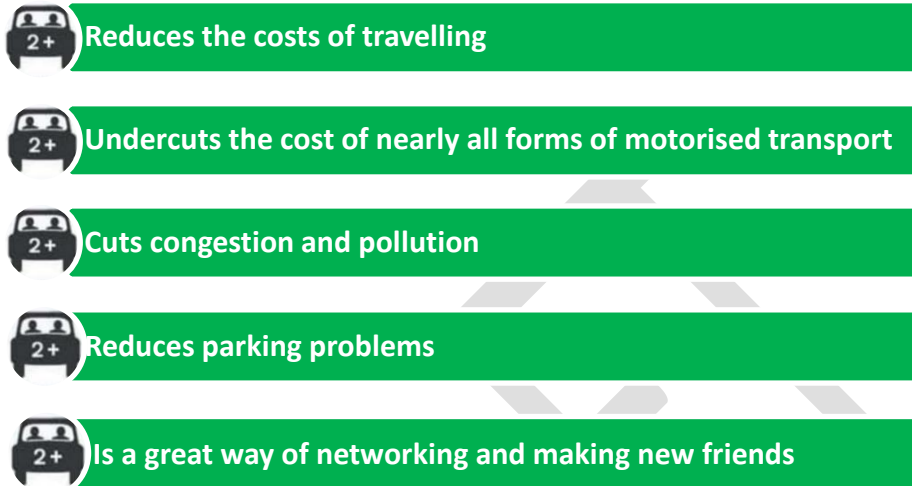 2+ Reduces the costs of travelling
2+ Undercuts the cost of nearly all forms of motorised transport
2+ Cuts congestion and pollution
2+ Reduces parking problems
2+ Is a great way of networking and making new friends